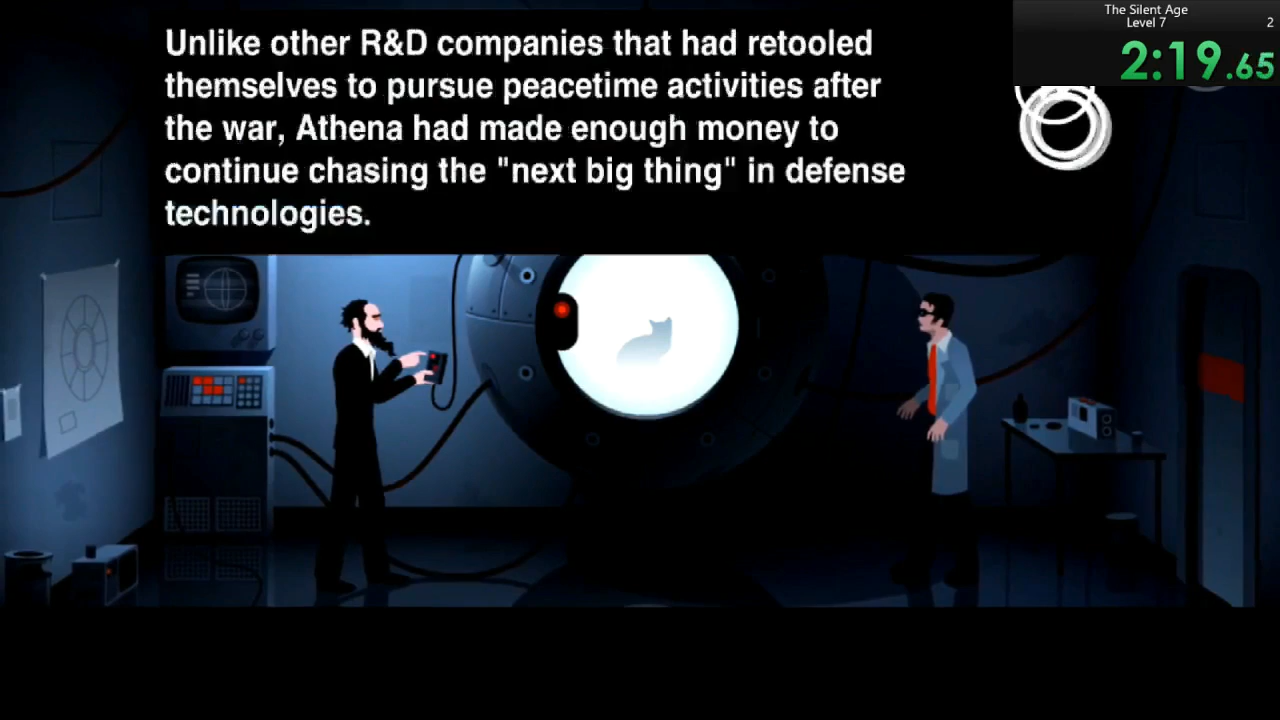 The Silent Age
Level 7
2
2:19.65
Unlike other R&D companies that had retooled
themselves to pursue peacetime activities after
the war, Athena had made enough money to
continue chasing the "next big thing" in defense
technologies.